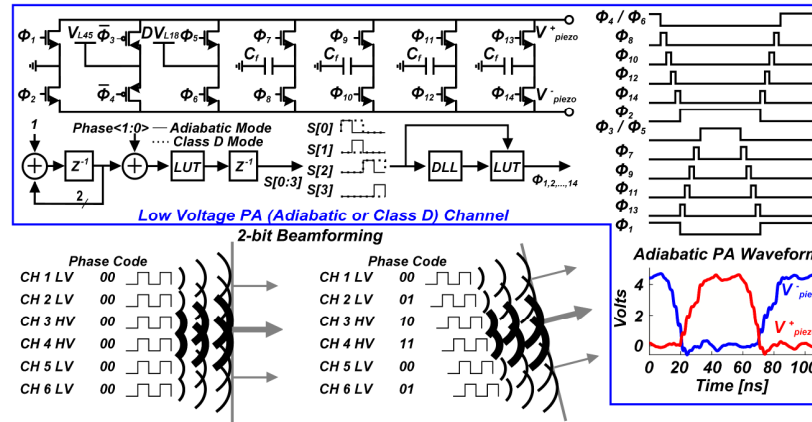 Φ1
VL45
Φ̅3
DVL18
Φ5
Φ7
Φ9
Φ11
Φ13
V+piezo
Cf
Cf
Cf
Cf
Φ2
Φ̅4
Φ6
Φ8
Φ10
Φ12
Φ14
V-piezo
1
Phase<1:0>
Adiabatic Mode
Class D Mode
Z-1
LUT
Z-1
S[0:3]
2
S[0]
S[1]
S[2]
S[3]
DLL
LUT
Φ1,2,...,14
Low Voltage PA (Adiabatic or Class D) Channel
Φ4 / Φ6
Φ8
Φ10
Φ12
Φ14
Φ2
Φ3 / Φ5
Φ7
Φ9
Φ11
Φ13
Φ1
2-bit Beamforming
Phase Code
CH 1 LV 00
CH 2 LV 00
CH 3 HV 00
CH 4 HV 00
CH 5 LV 00
CH 6 LV 00
Phase Code
CH 1 LV 00
CH 2 LV 01
CH 3 HV 10
CH 4 HV 11
CH 5 LV 00
CH 6 LV 01
Adiabatic PA Waveform
Volts
4
2
0
V-pie
V+piezo
0 20 40 60 80 100
Time [ns]